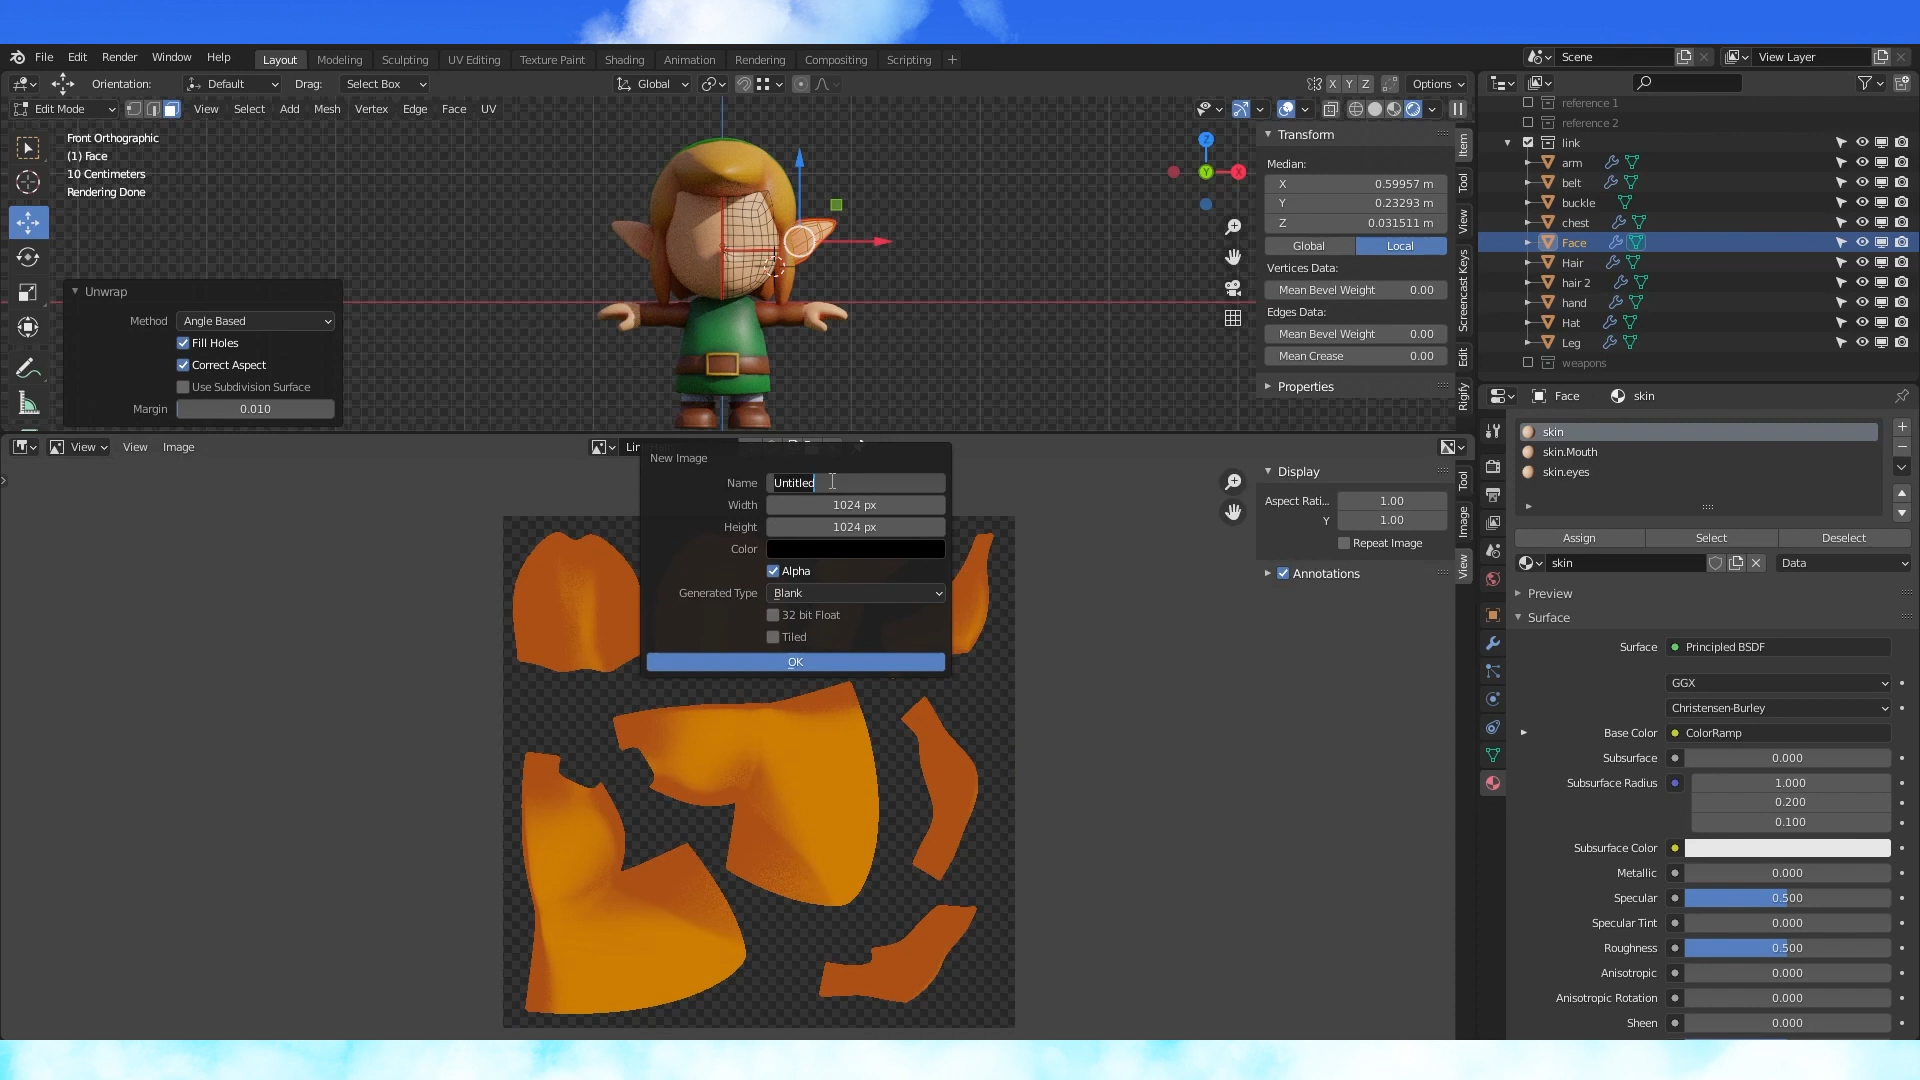 File Edit Render Window Help Layout Modeling Sculpting UV Editing Texture Paint Shading Animation Rendering Compositing Scripting + Scene View Layer
Orientation: Default Drag: Select Box Global X Y Z Options
Edit Mode View Select Add Mesh Vertex Edge Face UV
Front Orthographic
(1) Face
10 Centimeters
Rendering Done
Z
Y
X
Transform
Median:
X 0.59957 m
Y 0.23293 m
Z 0.031511 m
Global Local
Vertices Data:
Mean Bevel Weight 0.00
Edges Data:
Mean Bevel Weight 0.00
Mean Crease 0.00
Properties
Item
Tool
View
Screencast Keys
Edit
Rigify
Unwrap
Method Angle Based
Fill Holes
Correct Aspect
Use Subdivision Surface
Margin 0.010
reference 1
reference 2
link
arm
belt
buckle
chest
Face
Hair
hair 2
hand
Hat
Leg
weapons
View View Image
New Image
Name Untitled
Width 1024 px
Height 1024 px
Color
Alpha
Generated Type Blank
32 bit Float
Tiled
OK
Display
Aspect Rati... 1.00
Y 1.00
Repeat Image
Annotations
Tool
Image
View
Face skin
skin
skin.Mouth
skin.eyes
Assign Select Deselect
skin Data
Preview
Surface
Surface Principled BSDF
GGX
Christensen-Burley
Base Color ColorRamp
Subsurface 0.000
Subsurface Radius 1.000
0.200
0.100
Subsurface Color
Metallic 0.000
Specular 0.500
Specular Tint 0.000
Roughness 0.500
Anisotropic 0.000
Anisotropic Rotation 0.000
Sheen 0.000